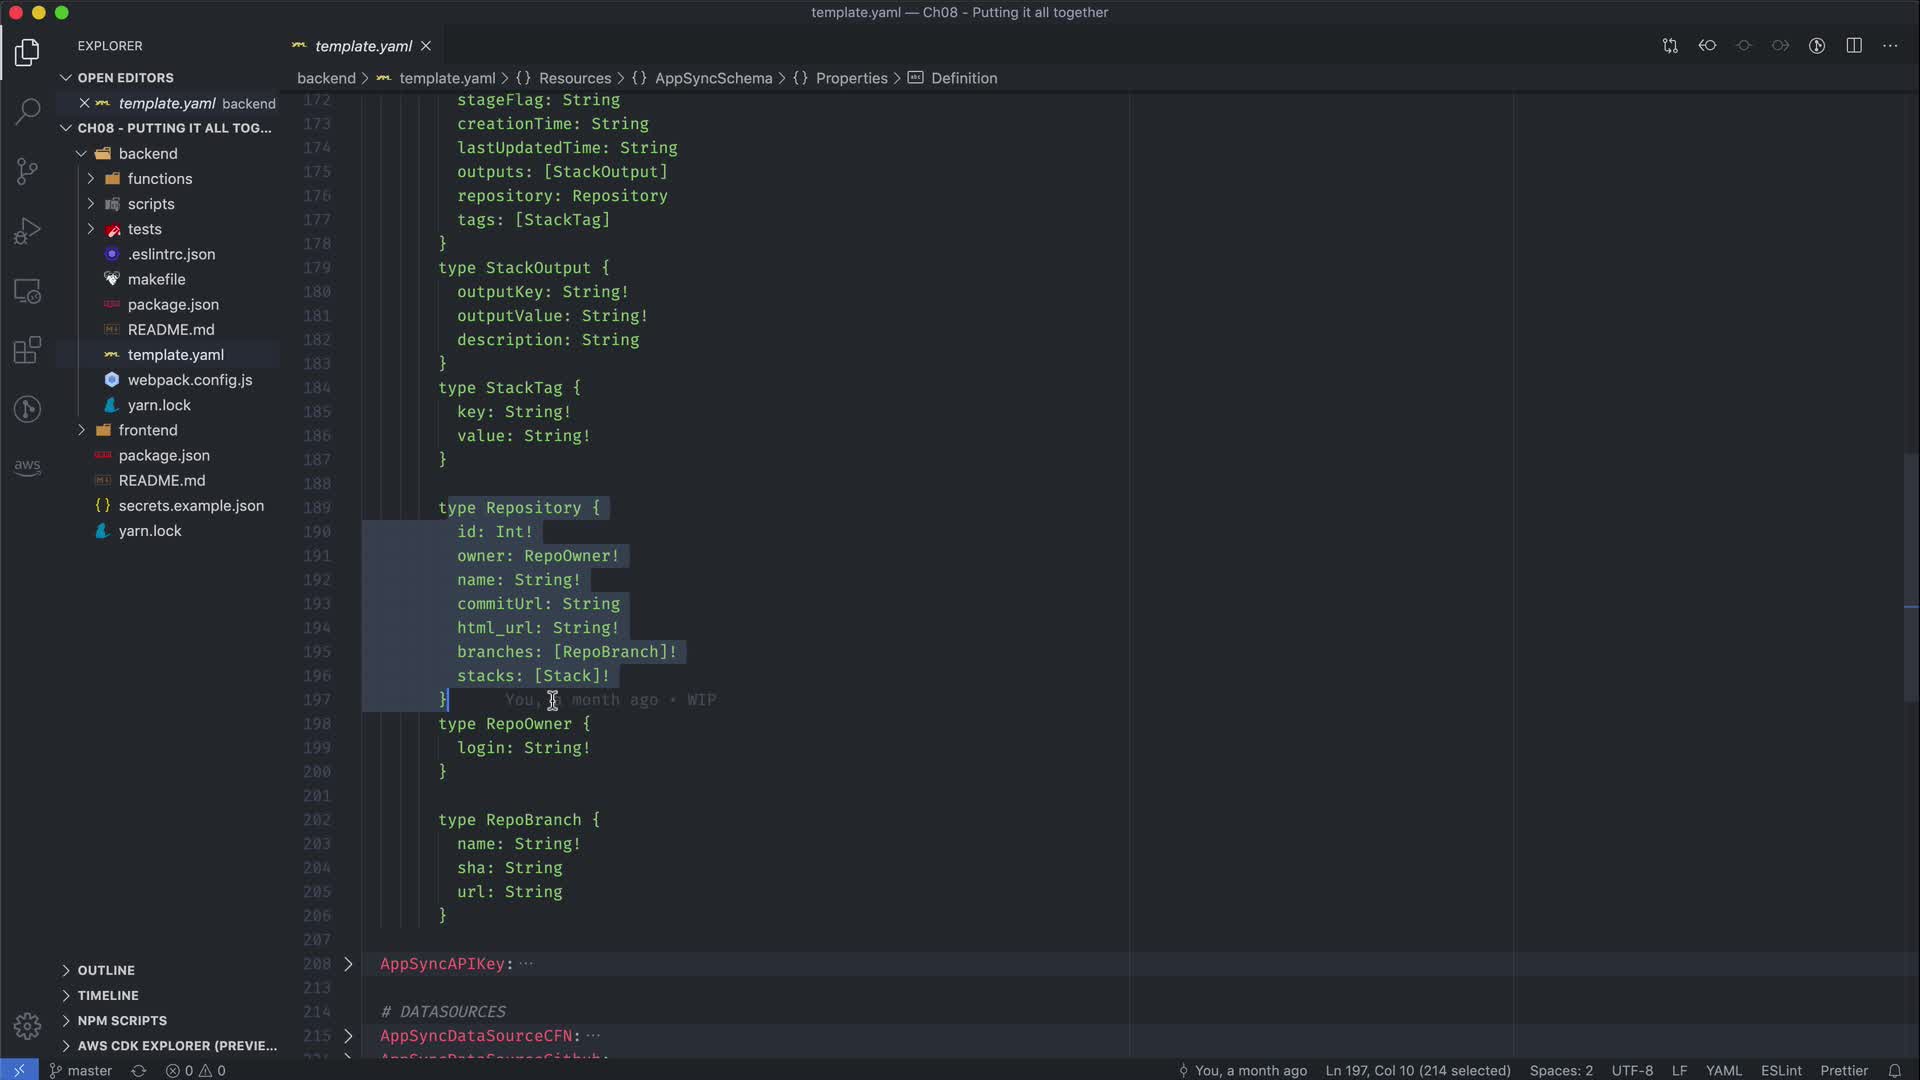 template.yaml — Ch08 - Putting it all together
EXPLORER
template.yaml
OPEN EDITORS
backend > template.yaml > {} Resources > {} AppSyncSchema > {} Properties > Definition
template.yaml backend
CH08 - PUTTING IT ALL TOG...
backend
functions
scripts
tests
.eslintrc.json
makefile
package.json
README.md
template.yaml
webpack.config.js
yarn.lock
frontend
package.json
README.md
{} secrets.example.json
yarn.lock
aws
OUTLINE
TIMELINE
NPM SCRIPTS
AWS CDK EXPLORER (PREVIE...
172 stageFlag: String
173 creationTime: String
174 lastUpdatedTime: String
175 outputs: [StackOutput]
176 repository: Repository
177 tags: [StackTag]
178 }
179 type StackOutput {
180 outputKey: String!
181 outputValue: String!
182 description: String
183 }
184 type StackTag {
185 key: String!
186 value: String!
187 }
188
189 type Repository {
190 id: Int!
191 owner: RepoOwner!
192 name: String!
193 commitUrl: String
194 html_url: String!
195 branches: [RepoBranch]!
196 stacks: [Stack]!
197 } You, a month ago • WIP
198 type RepoOwner {
199 login: String!
200 }
201
202 type RepoBranch {
203 name: String!
204 sha: String
205 url: String
206 }
207
208 AppSyncAPIKey: ...
213
214 # DATASOURCES
215 AppSyncDataSourceCFN: ...
master 0 0 You, a month ago Ln 197, Col 10 (214 selected) Spaces: 2 UTF-8 LF YAML ESLint Prettier